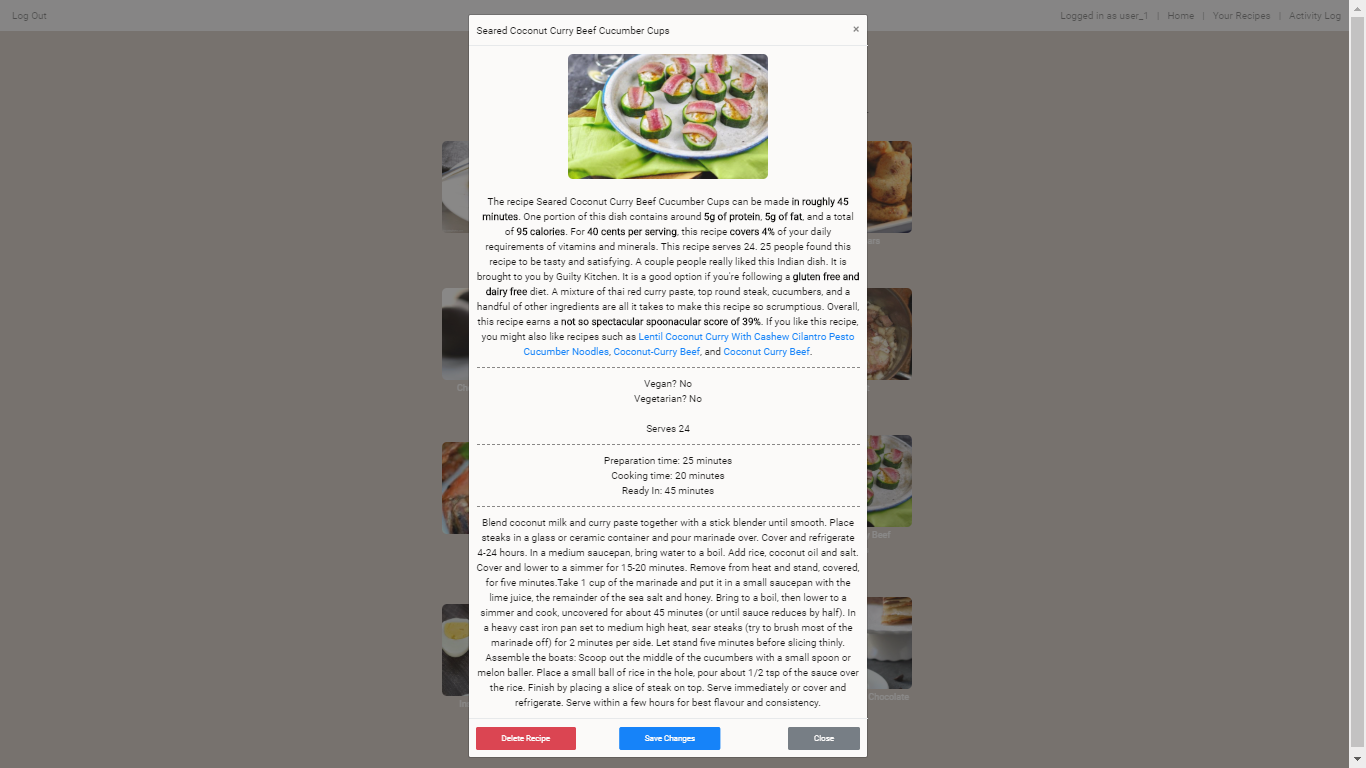 Log Out
Logged in as user_1 | Home | Your Recipes | Activity Log
Seared Coconut Curry Beef Cucumber Cups
×
The recipe Seared Coconut Curry Beef Cucumber Cups can be made in roughly 45
minutes. One portion of this dish contains around 5g of protein, 5g of fat, and a total
of 95 calories. For 40 cents per serving, this recipe covers 4% of your daily
requirements of vitamins and minerals. This recipe serves 24. 25 people found this
recipe to be tasty and satisfying. A couple people really liked this Indian dish. It is
brought to you by Guilty Kitchen. It is a good option if you're following a gluten free and
dairy free diet. A mixture of thai red curry paste, top round steak, cucumbers, and a
handful of other ingredients are all it takes to make this recipe so scrumptious. Overall,
this recipe earns a not so spectacular spoonacular score of 39%. If you like this recipe,
you might also like recipes such as Lentil Coconut Curry With Cashew Cilantro Pesto
Cucumber Noodles, Coconut-Curry Beef, and Coconut Curry Beef.
Vegan? No
Vegetarian? No
Serves 24
Preparation time: 25 minutes
Cooking time: 20 minutes
Ready In: 45 minutes
Blend coconut milk and curry paste together with a stick blender until smooth. Place
steaks in a glass or ceramic container and pour marinade over. Cover and refrigerate
4-24 hours. In a medium saucepan, bring water to a boil. Add rice, coconut oil and salt.
Cover and lower to a simmer for 15-20 minutes. Remove from heat and stand, covered,
for five minutes.Take 1 cup of the marinade and put it in a small saucepan with the
lime juice, the remainder of the sea salt and honey. Bring to a boil, then lower to a
simmer and cook, uncovered for about 45 minutes (or until sauce reduces by half). In
a heavy cast iron pan set to medium high heat, sear steaks (try to brush most of the
marinade off) for 2 minutes per side. Let stand five minutes before slicing thinly.
Assemble the boats: Scoop out the middle of the cucumbers with a small spoon or
melon baller. Place a small ball of rice in the hole, pour about 1/2 tsp of the sauce over
the rice. Finish by placing a slice of steak on top. Serve immediately or cover and
refrigerate. Serve within a few hours for best flavour and consistency.
Beef
Chocolate
Delete Recipe
Save Changes
Close